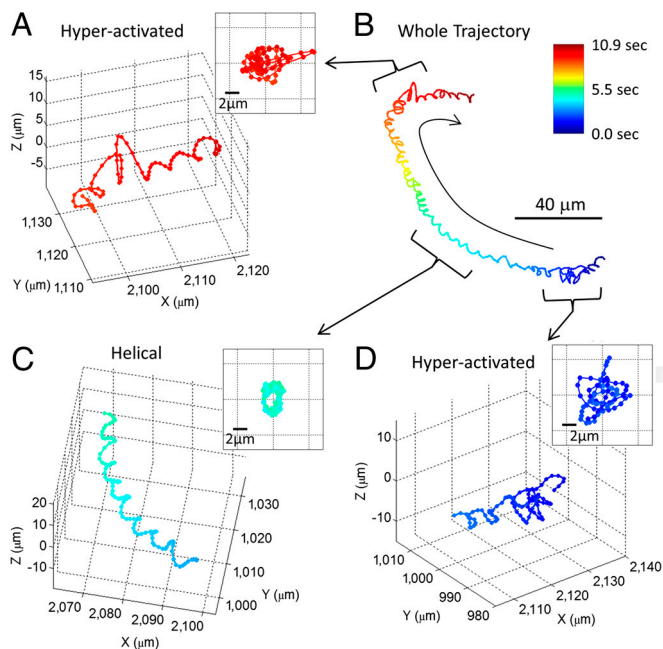 A
Hyper-activated
2μm
15
10
5
0
-5
Z (μm)
1,130
1,120
1,110
Y (μm)
2,100
2,110
2,120
X (μm)
B
Whole Trajectory
10.9 sec
5.5 sec
0.0 sec
40 μm
C
Helical
2μm
20
10
0
-10
Z (μm)
2,070
2,080
2,090
2,100
X (μm)
1,030
1,020
1,010
1,000
Y (μm)
D
Hyper-activated
2μm
10
0
-10
Z (μm)
1,010
1,000
990
980
Y (μm)
2,110
2,120
2,130
2,140
X (μm)